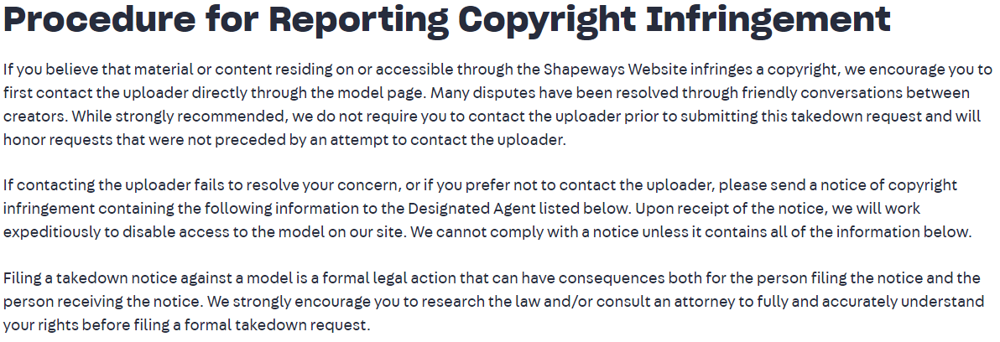 Procedure for Reporting Copyright Infringement
If you believe that material or content residing on or accessible through the Shapeways Website infringes a copyright, we encourage you to
first contact the uploader directly through the model page. Many disputes have been resolved through friendly conversations between
creators. While strongly recommended, we do not require you to contact the uploader prior to submitting this takedown request and will
honor requests that were not preceded by an attempt to contact the uploader.
If contacting the uploader fails to resolve your concern, or if you prefer not to contact the uploader, please send a notice of copyright
infringement containing the following information to the Designated Agent listed below. Upon receipt of the notice, we will work
expeditiously to disable access to the model on our site. We cannot comply with a notice unless it contains all of the information below.
Filing a takedown notice against a model is a formal legal action that can have consequences both for the person filing the notice and the
person receiving the notice. We strongly encourage you to research the law and/or consult an attorney to fully and accurately understand
your rights before filing a formal takedown request.